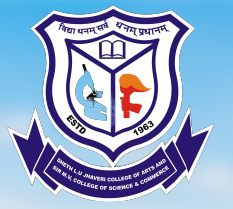 विद्या धनम् सर्व धनम् प्रधानम्
ESTD 1963
SHETH L.U JHAVERI COLLEGE OF ARTS AND
SIR M.V. COLLEGE OF SCIENCE & COMMERCE